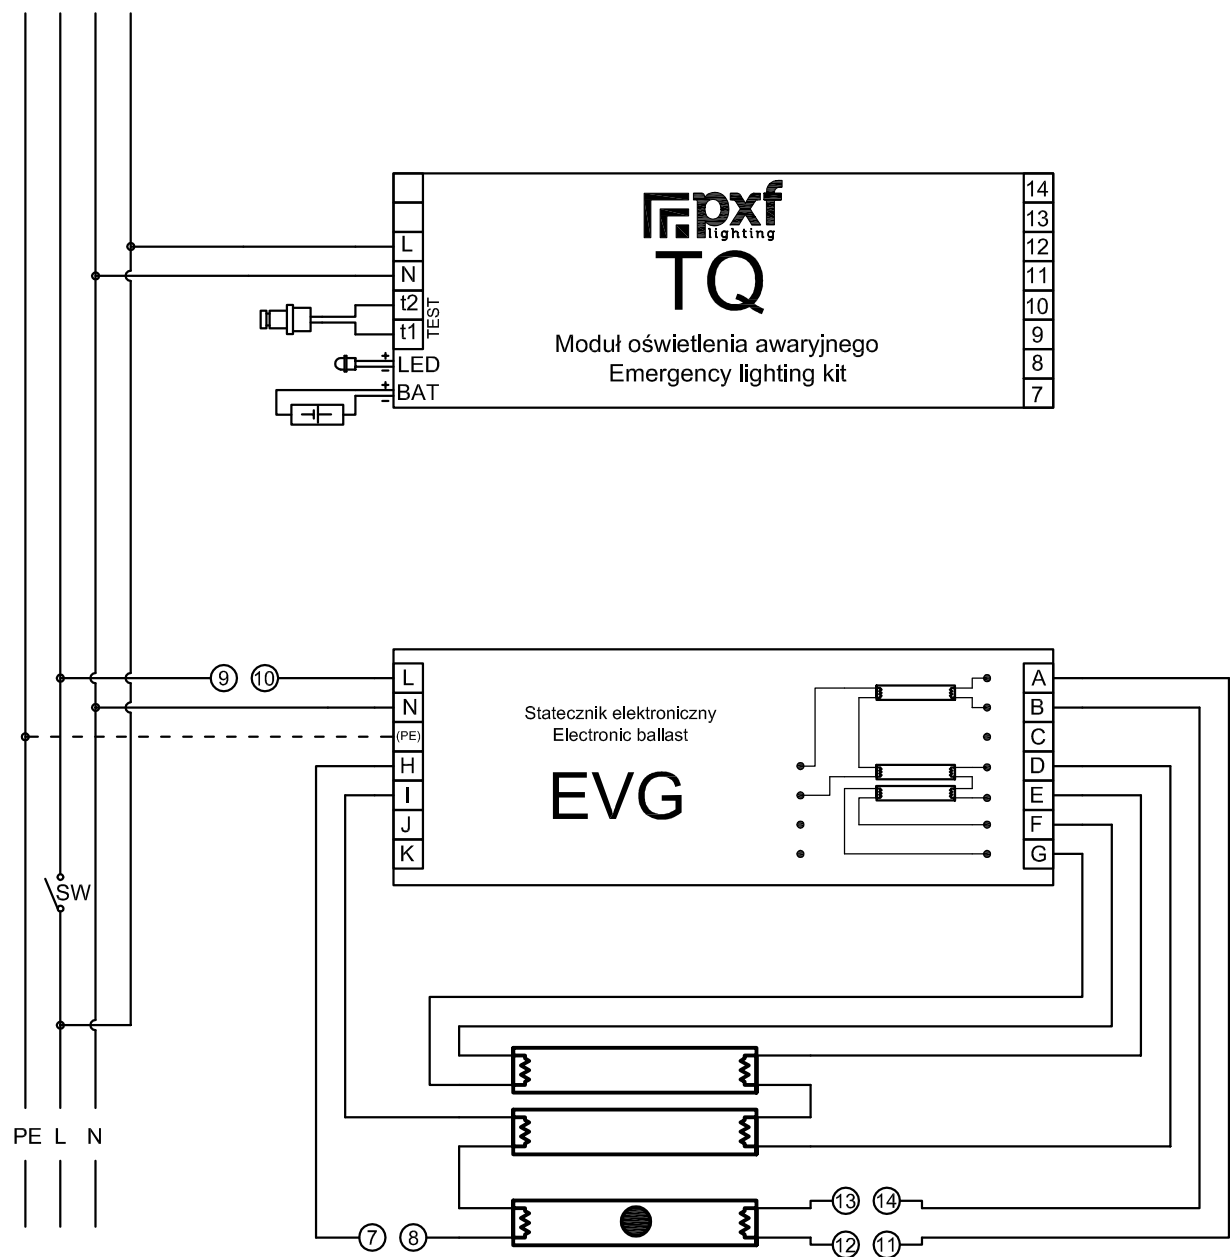 pxf
lighting
TQ
Moduł oświetlenia awaryjnego
Emergency lighting kit
L
N
t2
t1
TEST
+
LED
-
+
BAT
-
14
13
12
11
10
9
8
7
9 10
L
N
(PE)
H
I
J
K
Statecznik elektroniczny
Electronic ballast
EVG
A
B
C
D
E
F
G
SW
PE L N
13 14
7 8
12 11